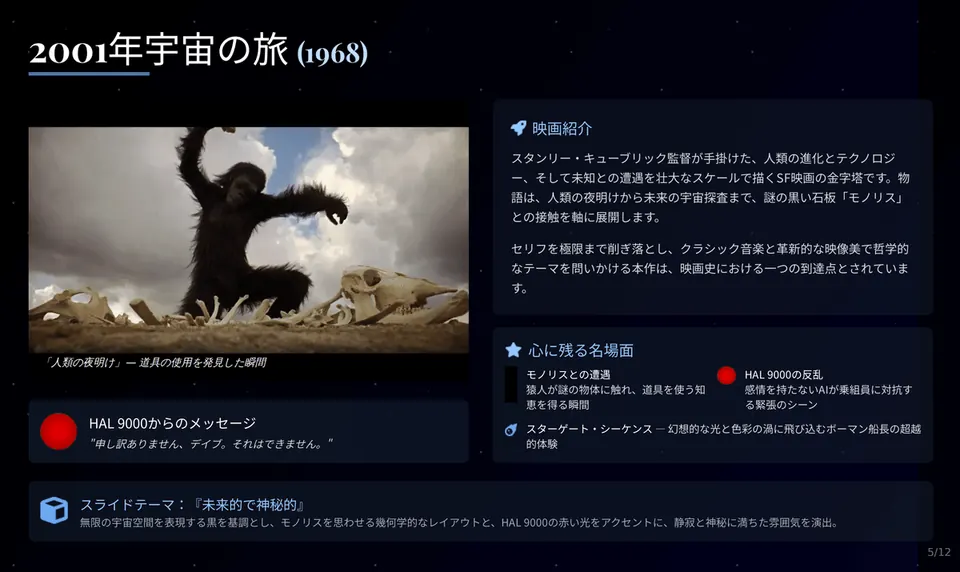 2001年宇宙の旅 (1968)
「人類の夜明け」— 道具の使用を発見した瞬間
HAL 9000からのメッセージ
"申し訳ありません、デイブ。それはできません。"
映画紹介
スタンリー・キューブリック監督が手掛けた、人類の進化とテクノロジ
ー、そして未知との遭遇を壮大なスケールで描くSF映画の金字塔です。物
語は、人類の夜明けから未来の宇宙探査まで、謎の黒い石板「モノリス」
との接触を軸に展開します。
セリフを極限まで削ぎ落とし、クラシック音楽と革新的な映像美で哲学的
なテーマを問いかける本作は、映画史における一つの到達点とされていま
す。
心に残る名場面
モノリスとの遭遇
猿人が謎の物体に触れ、道具を使う知
恵を得る瞬間
HAL 9000の反乱
感情を持たないAIが乗組員に対抗す
る緊張のシーン
スターゲート・シーケンス — 幻想的な光と色彩の渦に飛び込むボーマン船長の超越
的体験
スライドテーマ：『未来的で神秘的』
無限の宇宙空間を表現する黒を基調とし、モノリスを思わせる幾何学的なレイアウトと、HAL 9000の赤い光をアクセントに、静寂と神秘に満ちた雰囲気を演出。
5/12